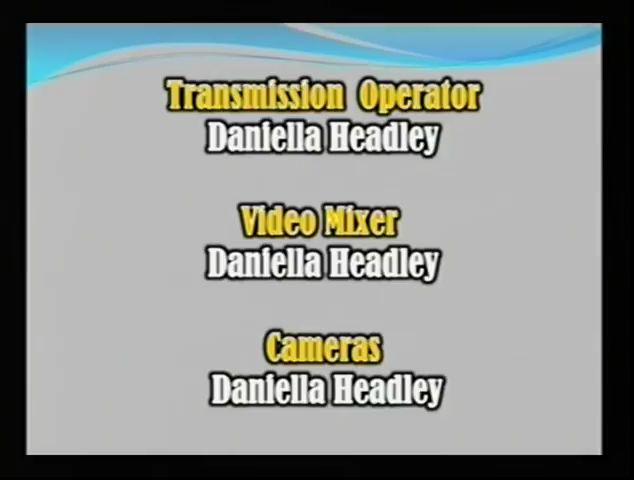 Transmission Operator
Daniella Headley
Video Mixer
Daniella Headley
Cameras
Daniella Headley